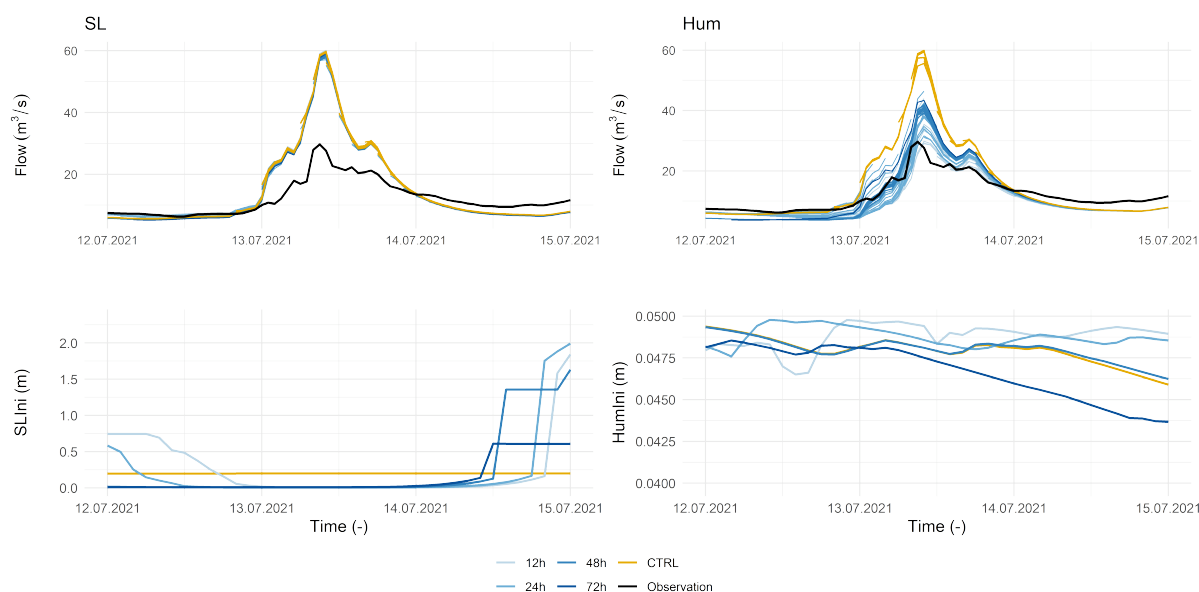 SL
Hum
Flow (m³/s)
60
40
20
12.07.2021 13.07.2021 14.07.2021 15.07.2021
Flow (m³/s)
60
40
20
12.07.2021 13.07.2021 14.07.2021 15.07.2021
SLIni (m)
2.0
1.5
1.0
0.5
0.0
12.07.2021 13.07.2021 14.07.2021 15.07.2021
Time (-)
HumIni (m)
0.0500
0.0475
0.0450
0.0425
0.0400
12.07.2021 13.07.2021 14.07.2021 15.07.2021
Time (-)
12h 48h CTRL
24h 72h Observation